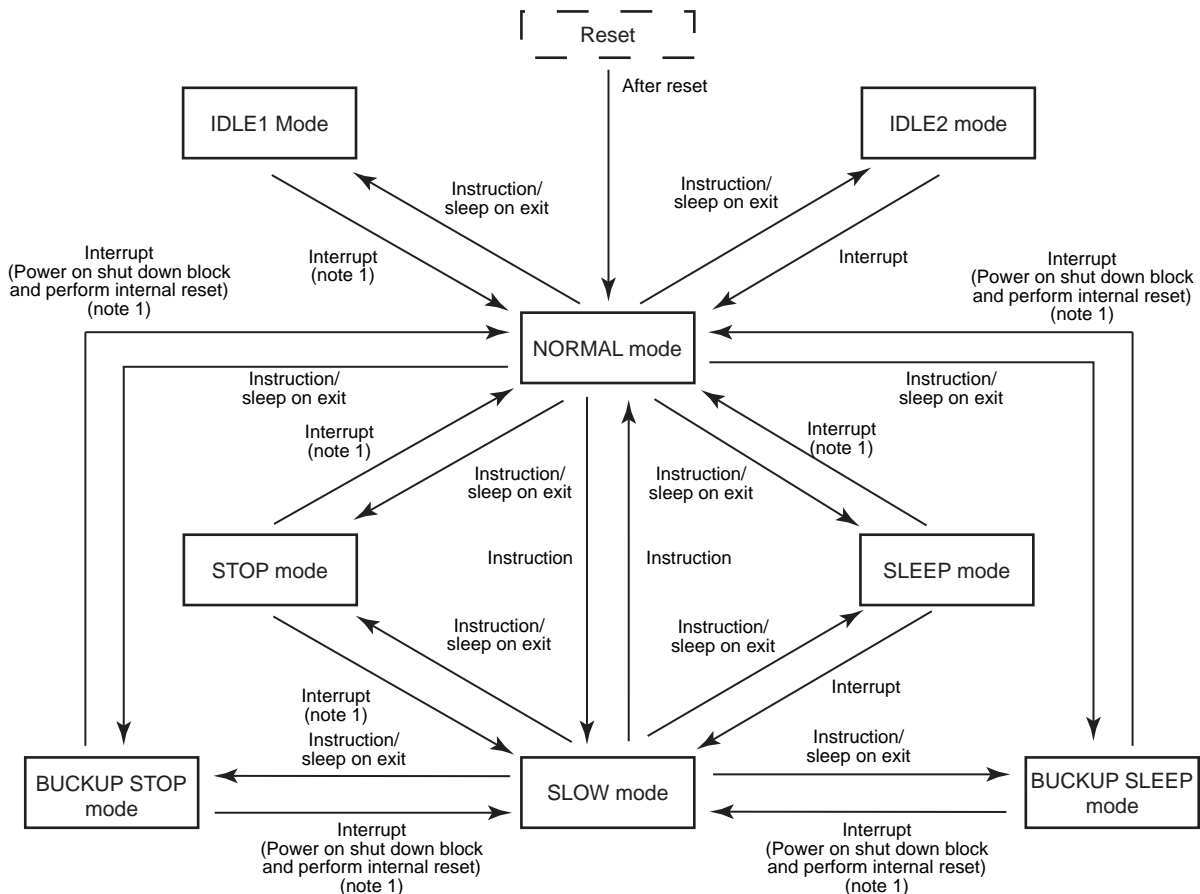 Reset
After reset
IDLE1 Mode
IDLE2 mode
Instruction/
sleep on exit
Instruction/
sleep on exit
Interrupt
(Power on shut down block
and perform internal reset)
(note 1)
Interrupt
(note 1)
Interrupt
Interrupt
(Power on shut down block
and perform internal reset)
(note 1)
NORMAL mode
Instruction/
sleep on exit
Instruction/
sleep on exit
Interrupt
(note 1)
Interrupt
(note 1)
Instruction/
sleep on exit
Instruction/
sleep on exit
STOP mode
Instruction
Instruction
SLEEP mode
Instruction/
sleep on exit
Instruction/
sleep on exit
Interrupt
(note 1)
Interrupt
Instruction/
sleep on exit
Instruction/
sleep on exit
BUCKUP STOP
mode
SLOW mode
BUCKUP SLEEP
mode
Interrupt
(Power on shut down block
and perform internal reset)
(note 1)
Interrupt
(Power on shut down block
and perform internal reset)
(note 1)